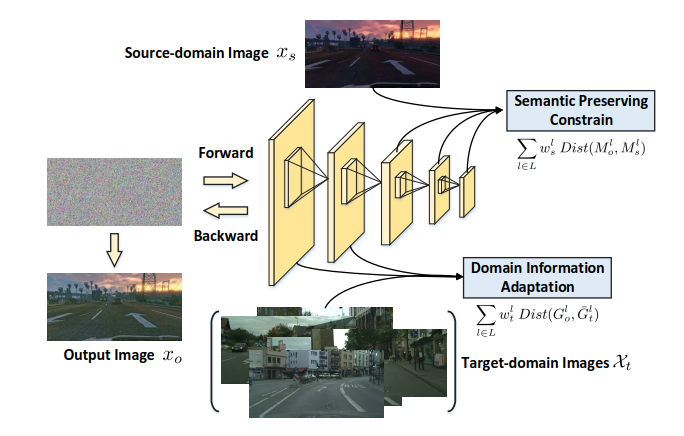 Source-domain Image x_s
Semantic Preserving
Constrain
\sum_{l \in L} w_s^l Dist(M_o^l, M_s^l)
Forward
Backward
Domain Information
Adaptation
\sum_{l \in L} w_t^l Dist(G_o^l, \bar{G}_t^l)
Output Image x_o
Target-domain Images \mathcal{X}_t